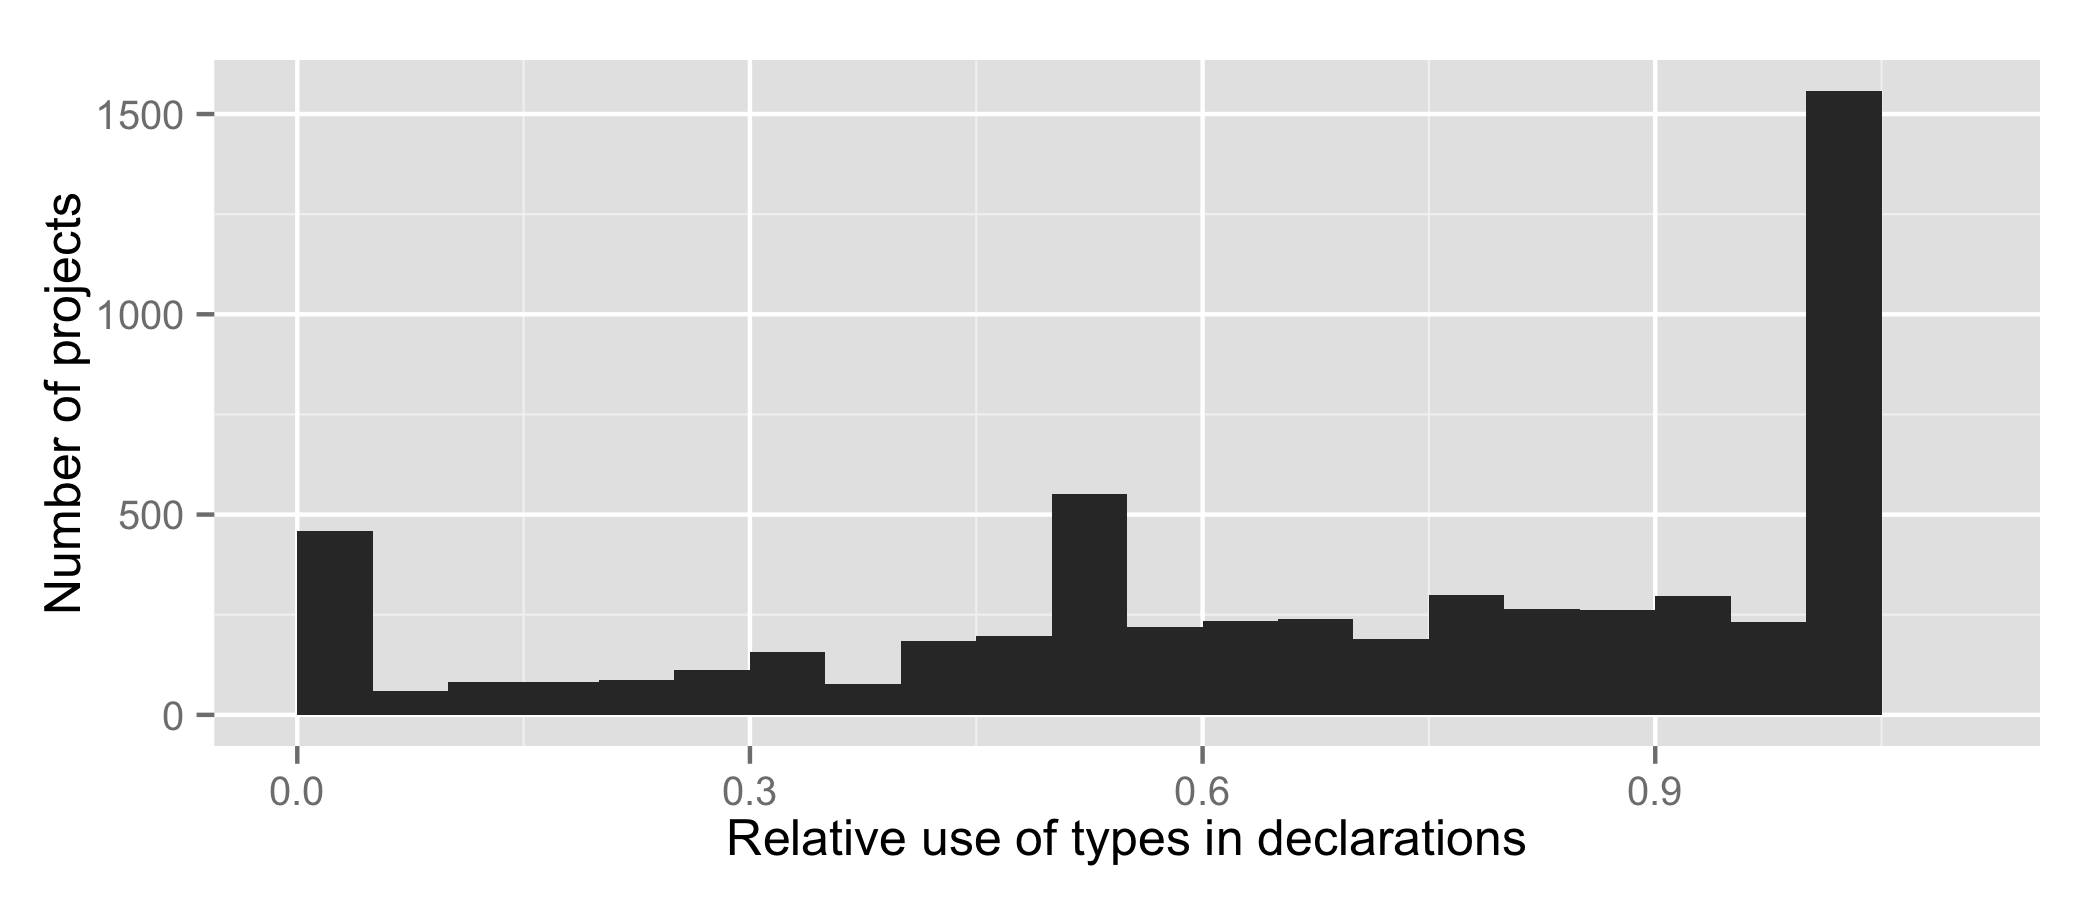 Number of projects
1500
1000
500
0
0.0 0.3 0.6 0.9
Relative use of types in declarations